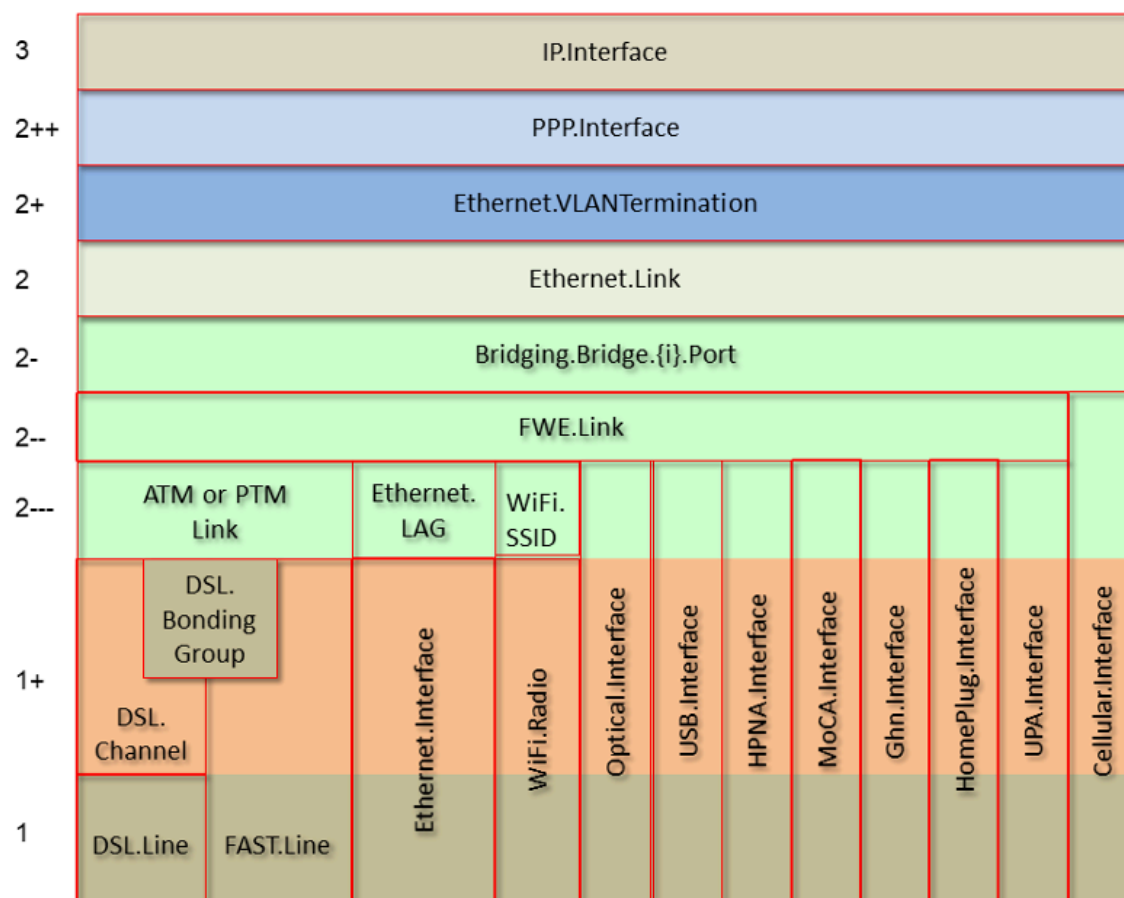 3
IP.Interface
2++
PPP.Interface
2+
Ethernet.VLANTermination
2
Ethernet.Link
2-
Bridging.Bridge.{i}.Port
2--
FWE.Link
2---
ATM or PTM
Link
Ethernet.
LAG
WiFi.
SSID
1+
DSL.
Bonding
Group
DSL.
Channel
1
DSL.Line
FAST.Line
Ethernet.Interface
WiFi.Radio
Optical.Interface
USB.Interface
HPNA.Interface
MoCA.Interface
Ghn.Interface
HomePlug.Interface
UPA.Interface
Cellular.Interface